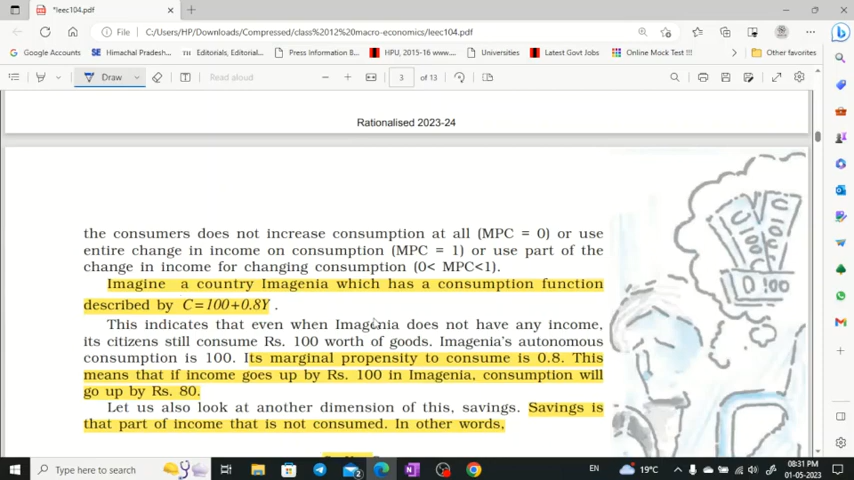 *leec104.pdf
File
C:/Users/HP/Downloads/Compressed/class%2012%20macro-economics/leec104.pdf
Google Accounts
Himachal Pradesh...
Editorials, Editorial...
Press Information B...
HPU, 2015-16 www....
Universities
Latest Govt Jobs
Online Mock Test !!!
Other favorites
Draw
Read aloud
3 of 13
Rationalised 2023-24
the consumers does not increase consumption at all (MPC = 0) or use
entire change in income on consumption (MPC = 1) or use part of the
change in income for changing consumption (0< MPC<1).
Imagine a country Imagenia which has a consumption function
described by C=100+0.8Y .
This indicates that even when Imagenia does not have any income,
its citizens still consume Rs. 100 worth of goods. Imagenia's autonomous
consumption is 100. Its marginal propensity to consume is 0.8. This
means that if income goes up by Rs. 100 in Imagenia, consumption will
go up by Rs. 80.
Let us also look at another dimension of this, savings. Savings is
that part of income that is not consumed. In other words,
Type here to search
EN
19°C
08:31 PM
01-05-2023